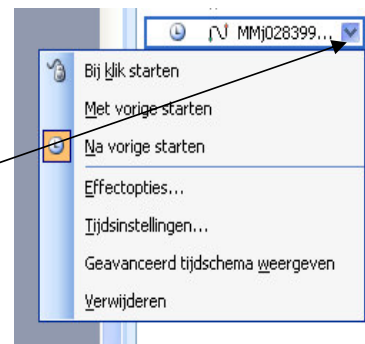 MMj028399...
Bij klik starten
Met vorige starten
Na vorige starten
Effectopties...
Tijdsinstellingen...
Geavanceerd tijdschema weergeven
Verwijderen